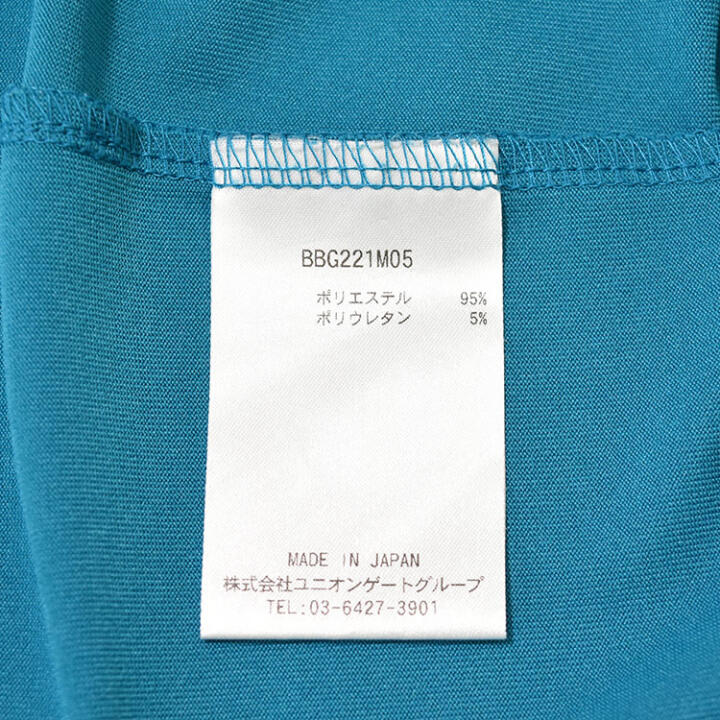 BBG221M05
ポリエステル 95%
ポリウレタン 5%
MADE IN JAPAN
株式会社ユニオンゲートグループ
TEL:03-6427-3901